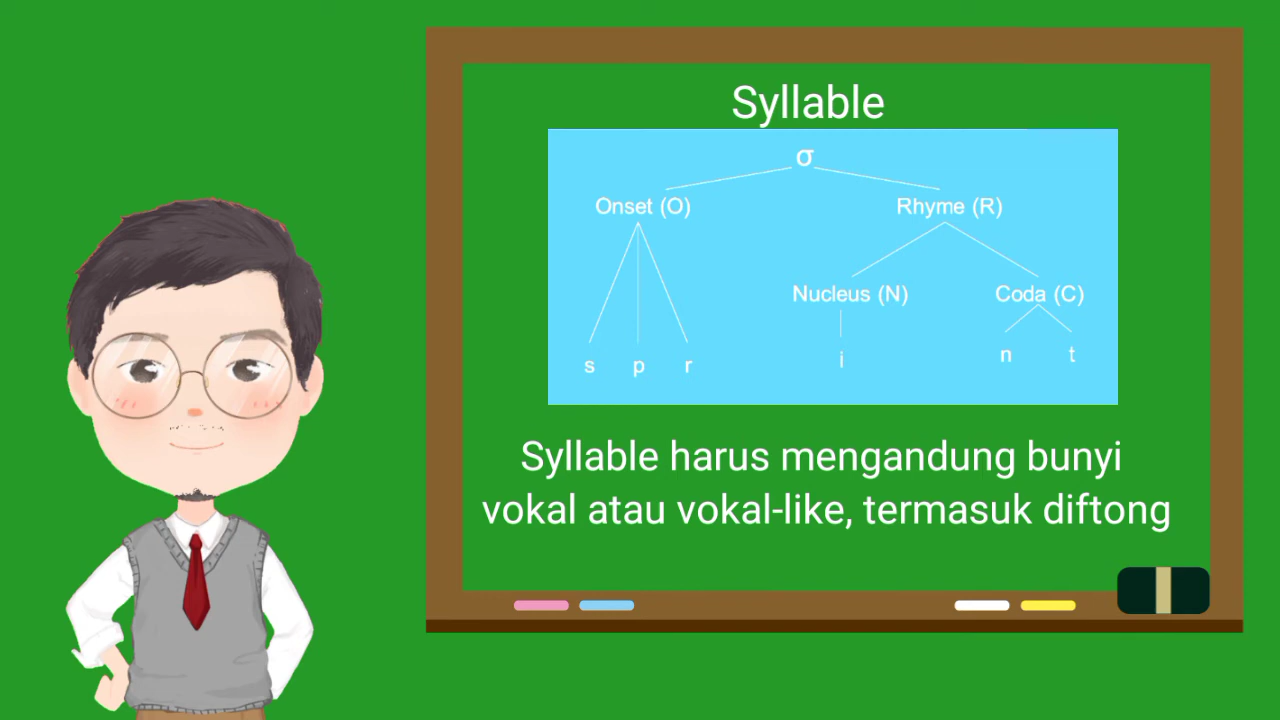 Syllable
σ
Onset (O) Rhyme (R)
Nucleus (N) Coda (C)
s p r i n t
Syllable harus mengandung bunyi
vokal atau vokal-like, termasuk diftong